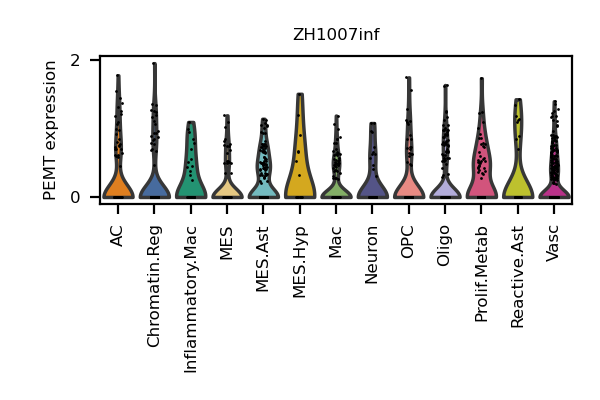 ZH1007inf
PEMT expression
2
0
AC
Chromatin.Reg
Inflammatory.Mac
MES
MES.Ast
MES.Hyp
Mac
Neuron
OPC
Oligo
Prolif.Metab
Reactive.Ast
Vasc